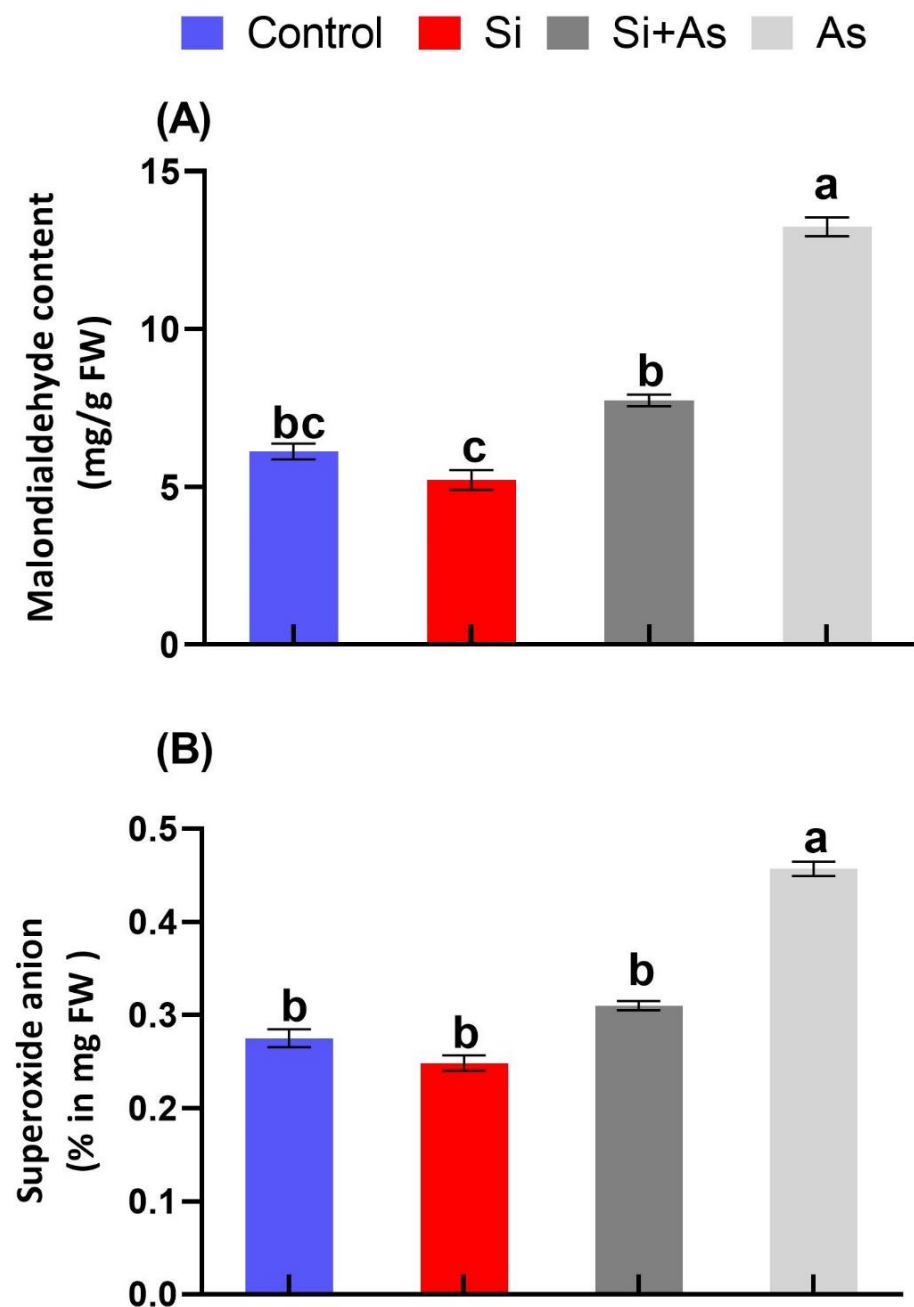 Control Si Si+As As
(A)
Malondialdehyde content
(mg/g FW)
15
10
5
0
bc
c
b
a
(B)
Superoxide anion
(% in mg FW )
0.5
0.4
0.3
0.2
0.1
0.0
b
b
b
a